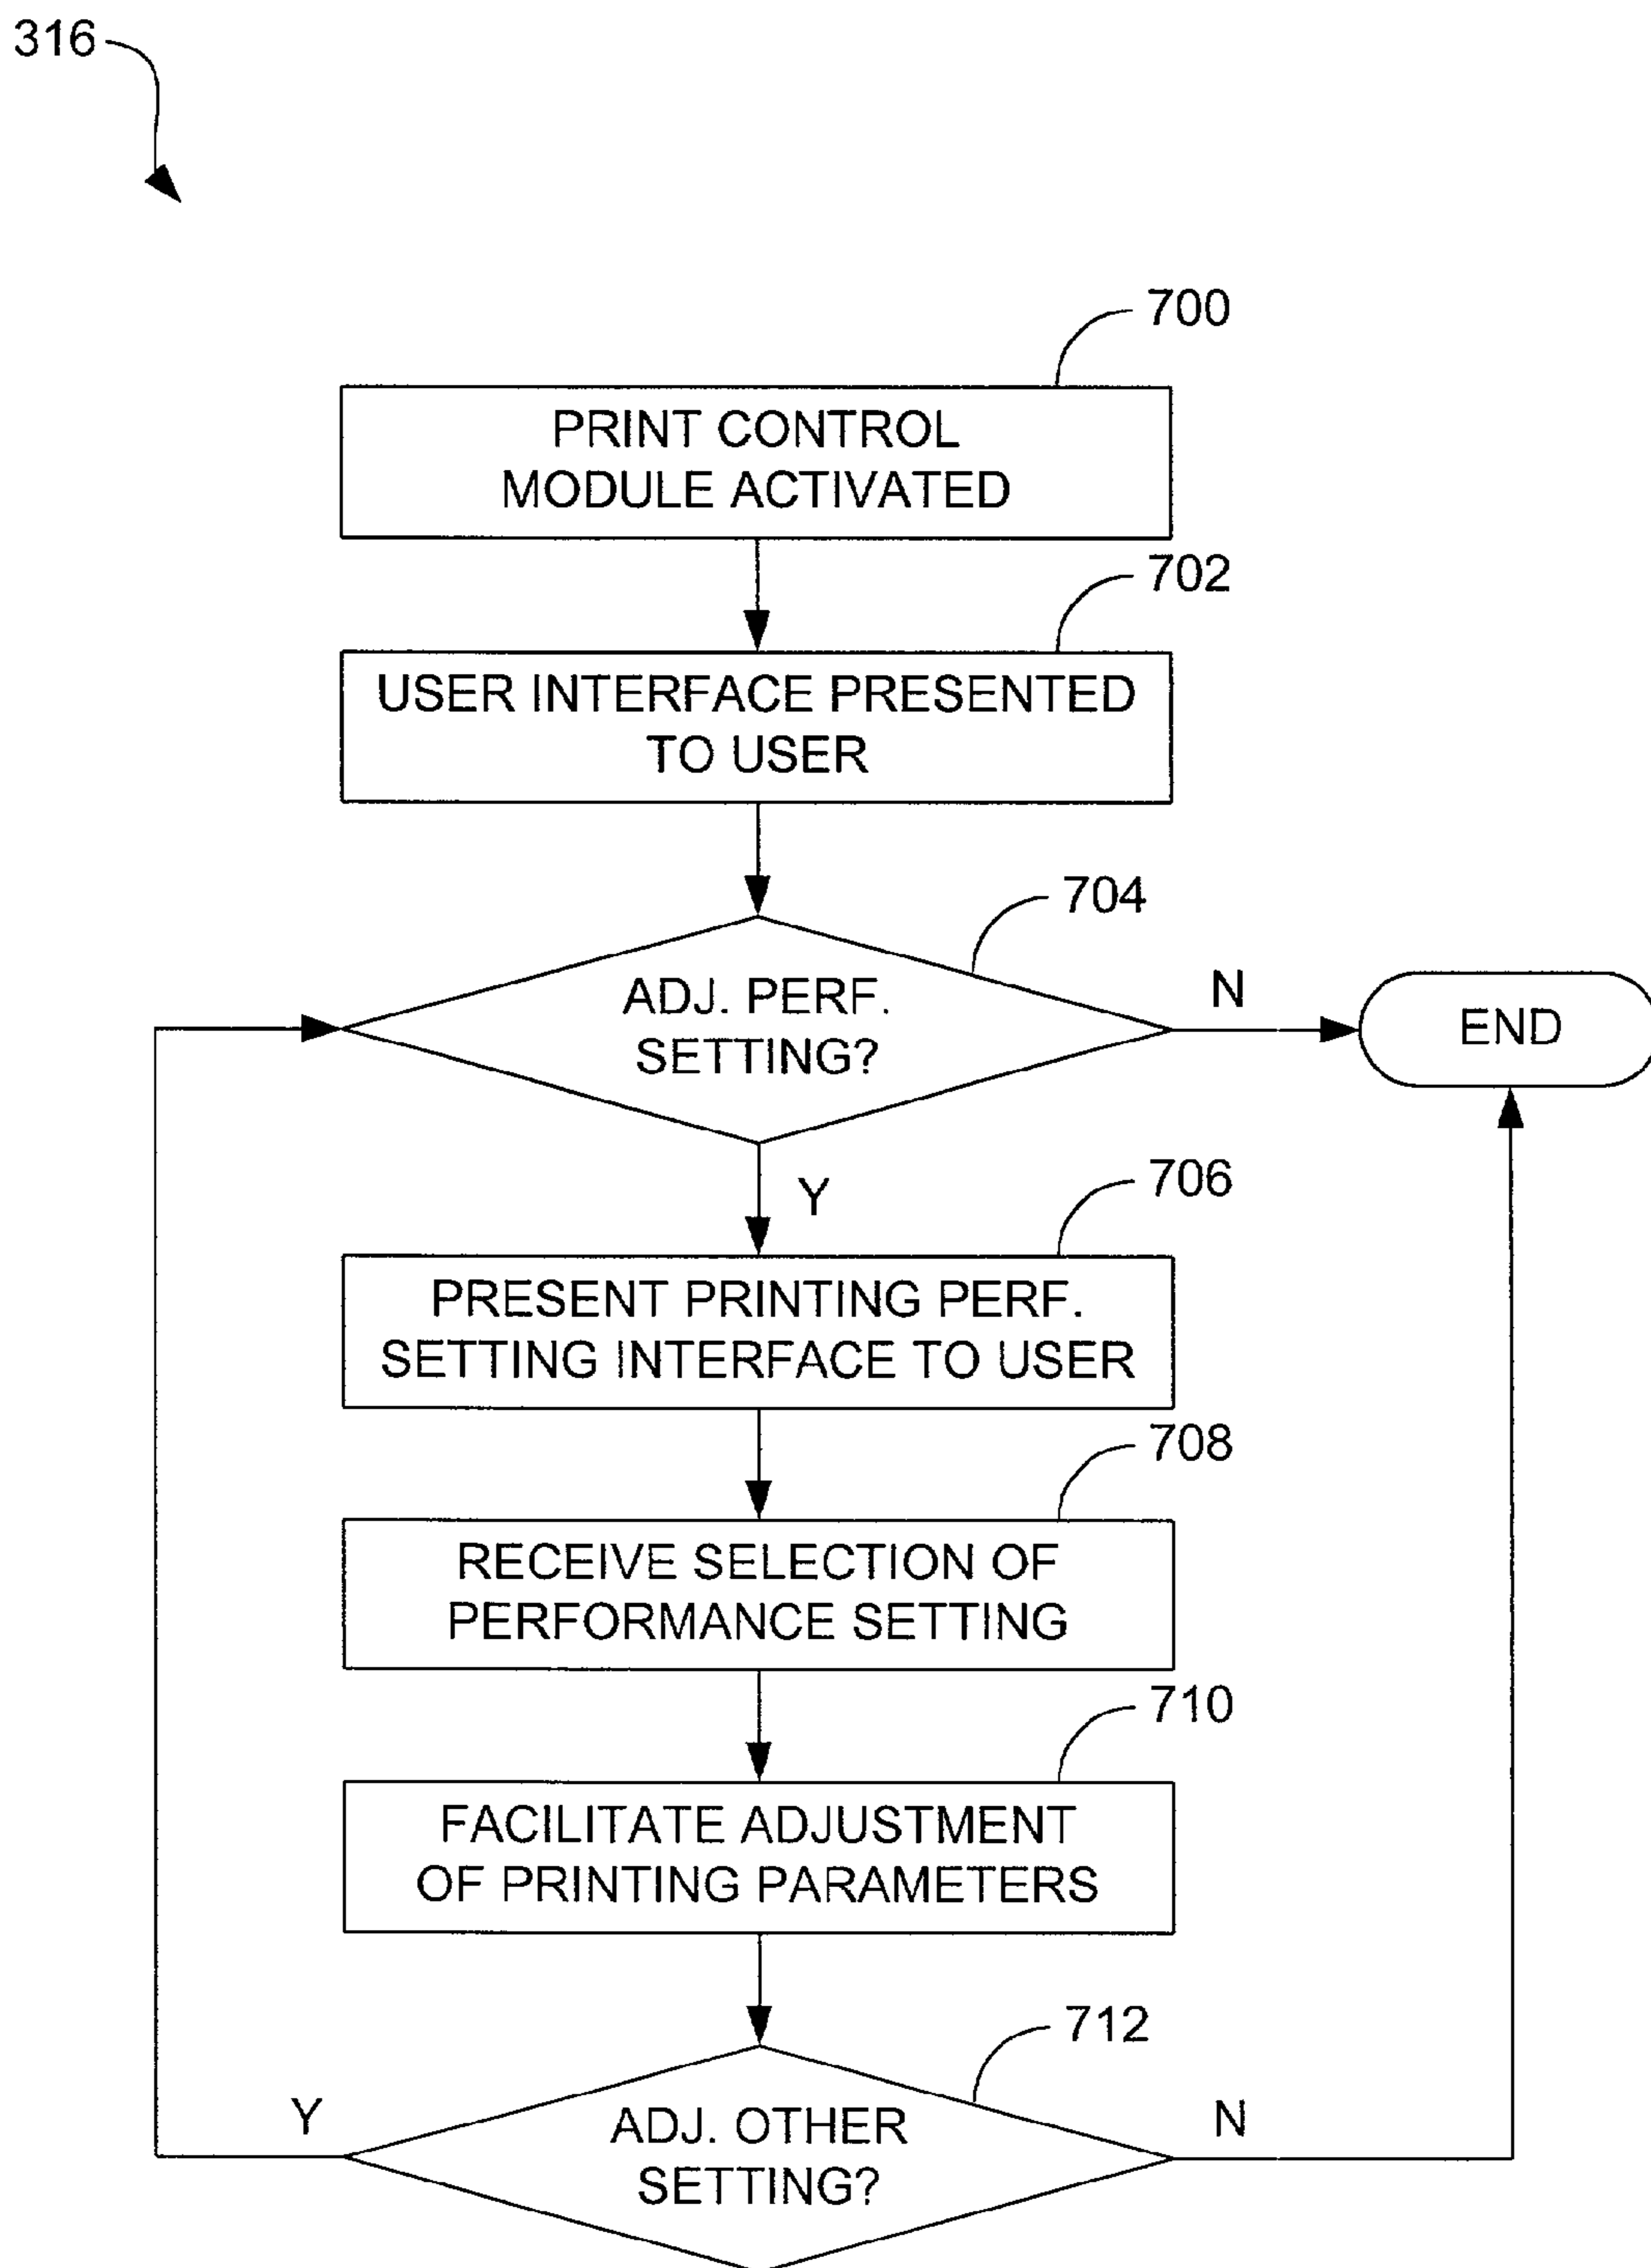 316
700
PRINT CONTROL
MODULE ACTIVATED
702
USER INTERFACE PRESENTED
TO USER
704
ADJ. PERF.
SETTING?
N
END
Y
706
PRESENT PRINTING PERF.
SETTING INTERFACE TO USER
708
RECEIVE SELECTION OF
PERFORMANCE SETTING
710
FACILITATE ADJUSTMENT
OF PRINTING PARAMETERS
712
Y
ADJ. OTHER
SETTING?
N